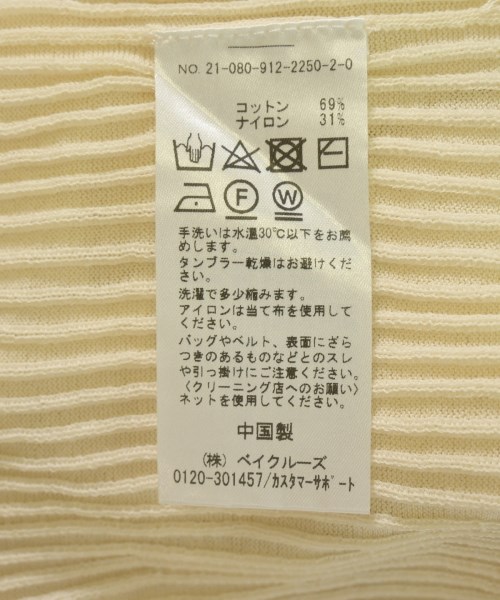 NO. 21-080-912-2250-2-0
コットン 69%
ナイロン 31%
F W
手洗いは水温30℃以下をお薦
めします。
タンブラー乾燥はお避けくだ
さい。
洗濯で多少縮みます。
アイロンは当て布を使用して
ください。
バッグやベルト、表面にざら
つきのあるものなどとのスレ
や引っ掛けにご注意ください。
〈クリーニング店へのお願い〉
ネットを使用してください。
中国製
(株) ベイクルーズ
0120-301457/カスタマーサポート